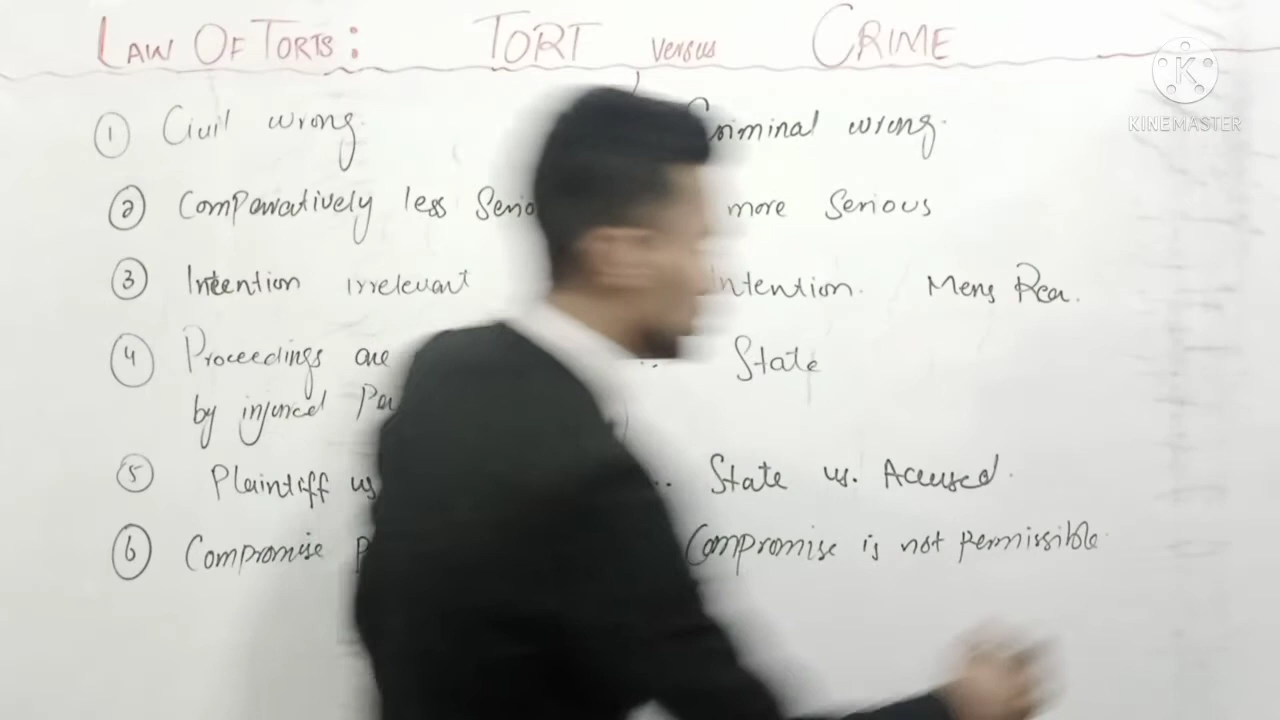 LAW OF TORTS: TORT versus CRIME
K
KINEMASTER
① Civil wrong. Criminal wrong.
② Comparatively less more Serious
③ Intention irrelevant Intention. Mens Rea.
④ Proceedings are .. State
by injured
⑤ Plaintiff vs .. State vs. Accused.
⑥ Compromise Compromise is not permissible.